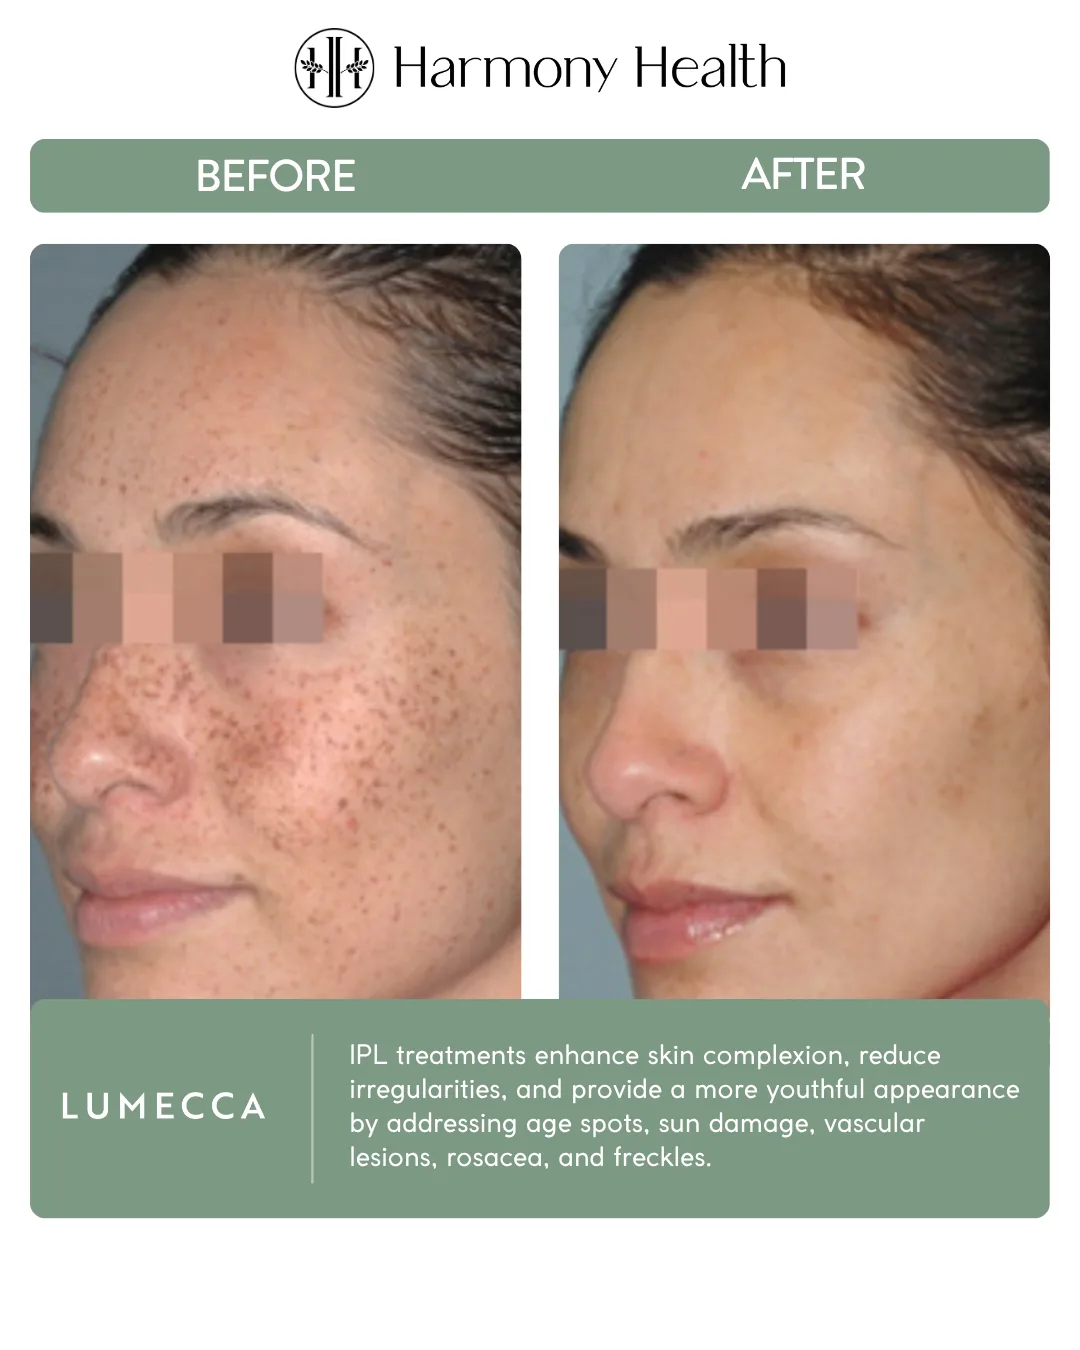 Harmony Health
BEFORE
AFTER
LUMECCA
IPL treatments enhance skin complexion, reduce
irregularities, and provide a more youthful appearance
by addressing age spots, sun damage, vascular
lesions, rosacea, and freckles.